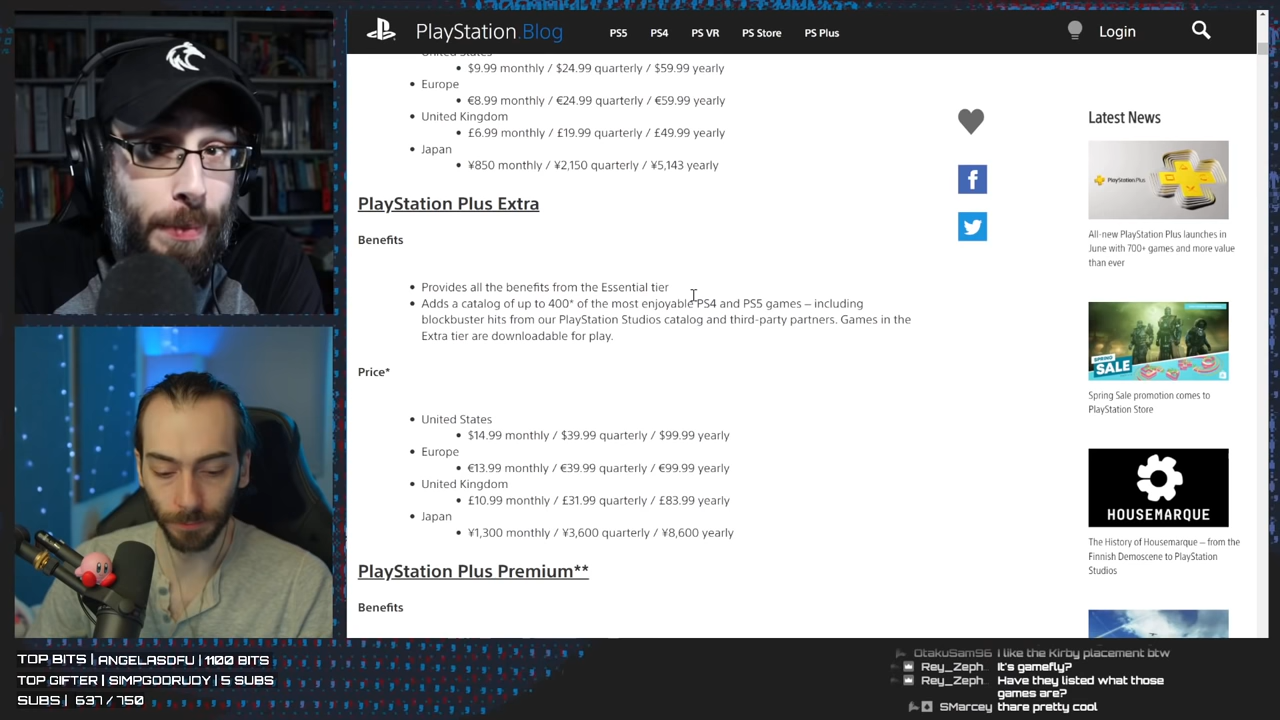 PlayStation.Blog
PS5
PS4
PS VR
PS Store
PS Plus
Login
United States
$9.99 monthly / $24.99 quarterly / $59.99 yearly
Europe
€8.99 monthly / €24.99 quarterly / €59.99 yearly
United Kingdom
£6.99 monthly / £19.99 quarterly / £49.99 yearly
Japan
¥850 monthly / ¥2,150 quarterly / ¥5,143 yearly
PlayStation Plus Extra
Benefits
Provides all the benefits from the Essential tier
Adds a catalog of up to 400* of the most enjoyable PS4 and PS5 games – including
blockbuster hits from our PlayStation Studios catalog and third-party partners. Games in the
Extra tier are downloadable for play.
Price*
United States
$14.99 monthly / $39.99 quarterly / $99.99 yearly
Europe
€13.99 monthly / €39.99 quarterly / €99.99 yearly
United Kingdom
£10.99 monthly / £31.99 quarterly / £83.99 yearly
Japan
¥1,300 monthly / ¥3,600 quarterly / ¥8,600 yearly
PlayStation Plus Premium**
Benefits
Latest News
PlayStation.Plus
All-new PlayStation Plus launches in
June with 700+ games and more value
than ever
SPRING
SALE
Spring Sale promotion comes to
PlayStation Store
HOUSEMARQUE
The History of Housemarque – from the
Finnish Demoscene to PlayStation
Studios
TOP BITS | ANGELASDFU | 1100 BITS
TOP GIFTER | SIMPGODRUDY | 5 SUBS
SUBS | 637 / 750
OtakuSam96 I like the Kirby placement btw
Rey_Zeph It's gamefly?
Rey_Zeph Have they listed what those
games are?
SMarcey thare pretty cool